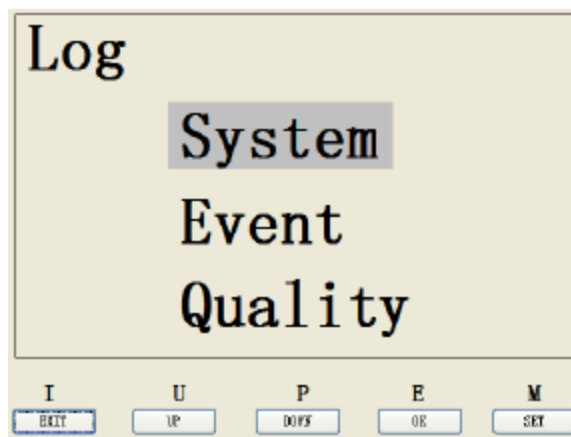 Log
System
Event
Quality
I U P E M
EXIT UP DOWN OK SET